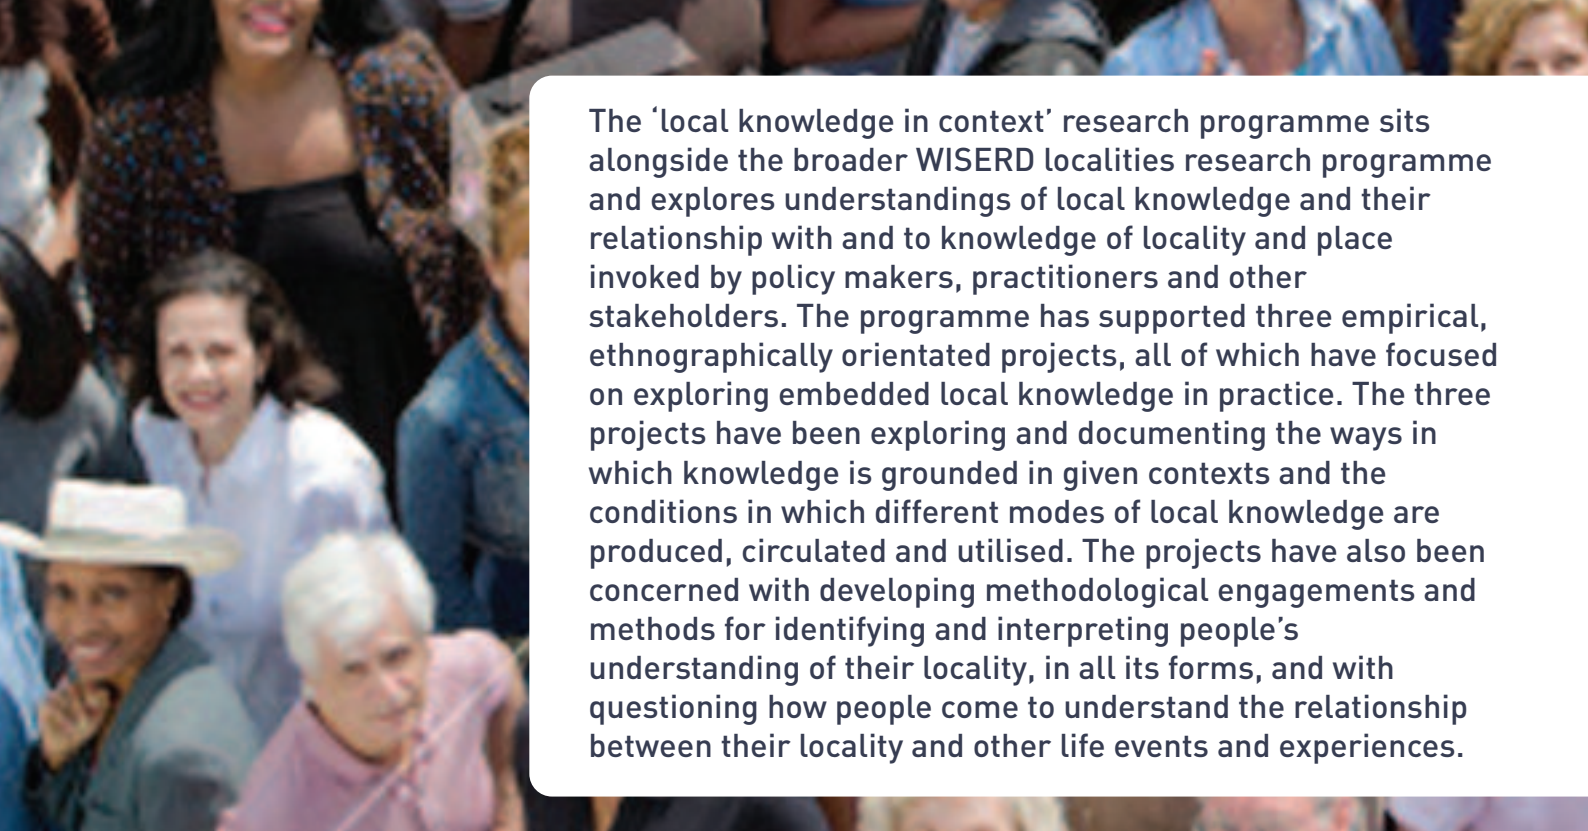 The ‘local knowledge in context’ research programme sits
alongside the broader WISERD localities research programme
and explores understandings of local knowledge and their
relationship with and to knowledge of locality and place
invoked by policy makers, practitioners and other
stakeholders. The programme has supported three empirical,
ethnographically orientated projects, all of which have focused
on exploring embedded local knowledge in practice. The three
projects have been exploring and documenting the ways in
which knowledge is grounded in given contexts and the
conditions in which different modes of local knowledge are
produced, circulated and utilised. The projects have also been
concerned with developing methodological engagements and
methods for identifying and interpreting people’s
understanding of their locality, in all its forms, and with
questioning how people come to understand the relationship
between their locality and other life events and experiences.